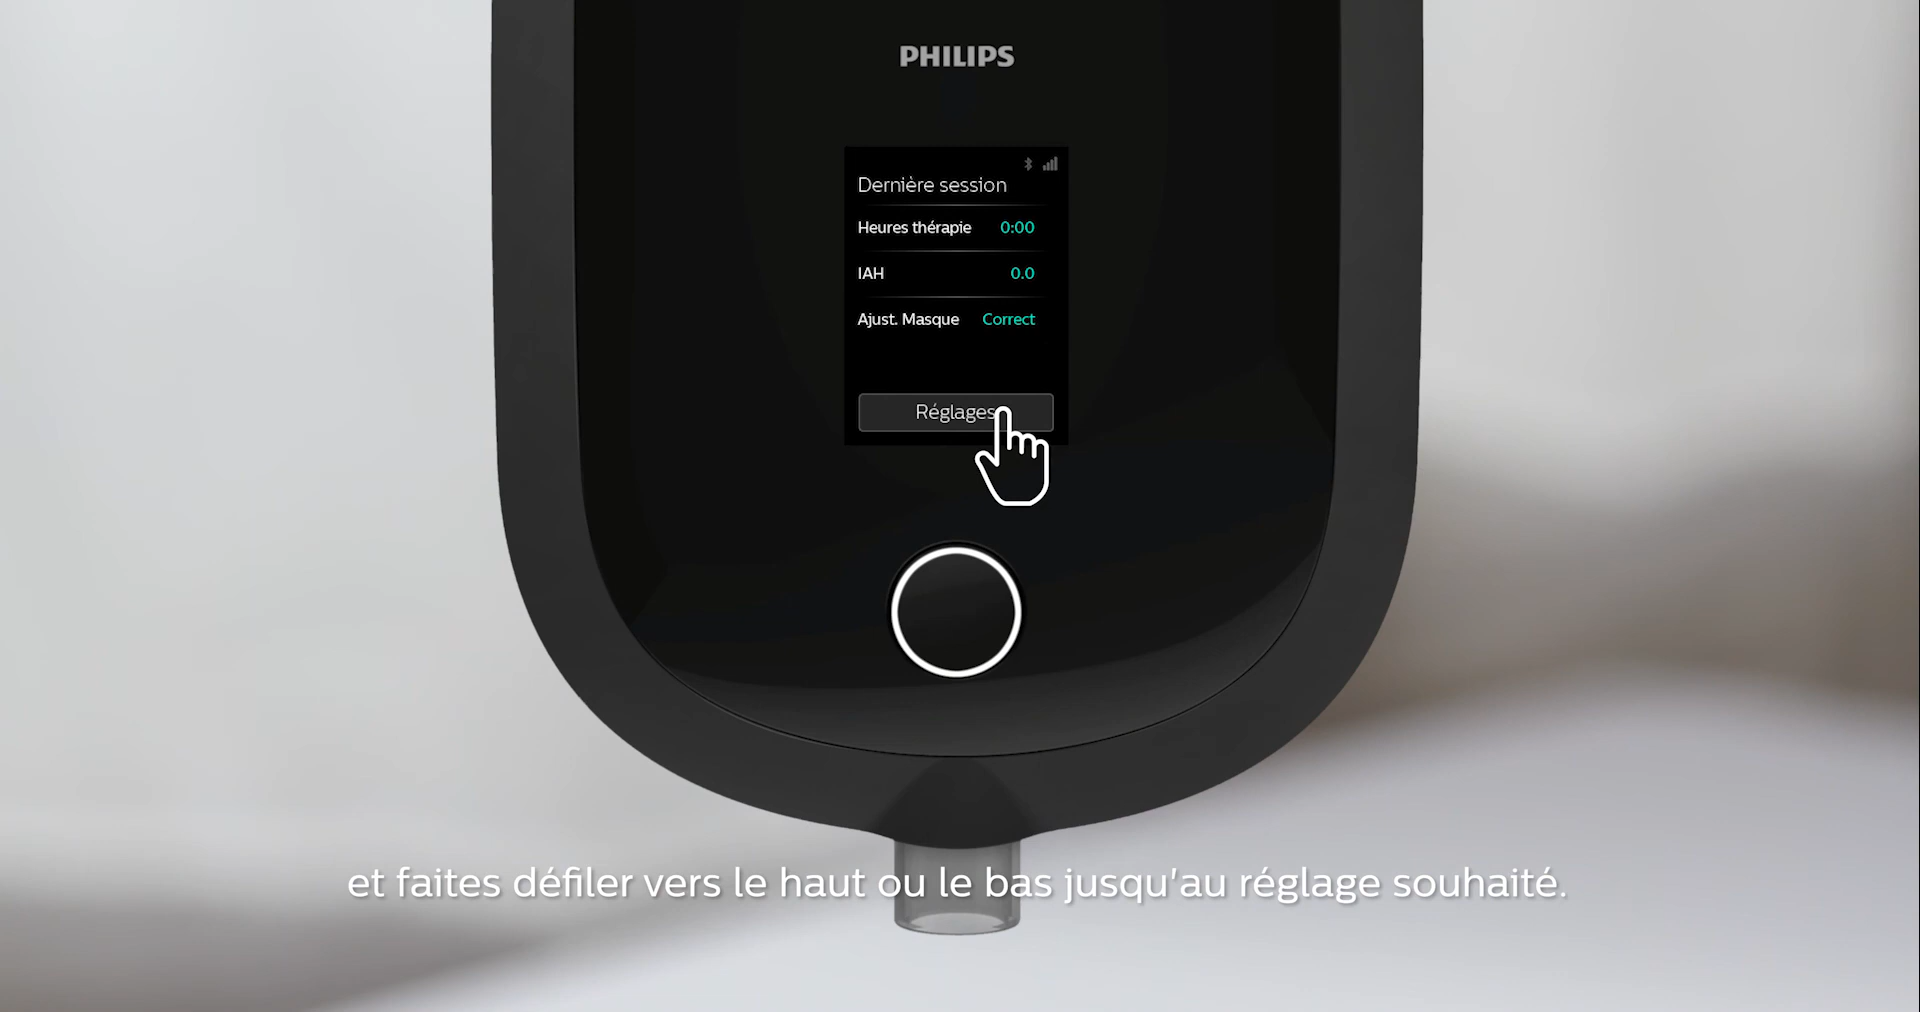 PHILIPS
Dernière session
Heures thérapie 0:00
IAH 0.0
Ajust. Masque Correct
Réglages
et faites défiler vers le haut ou le bas jusqu'au réglage souhaité.